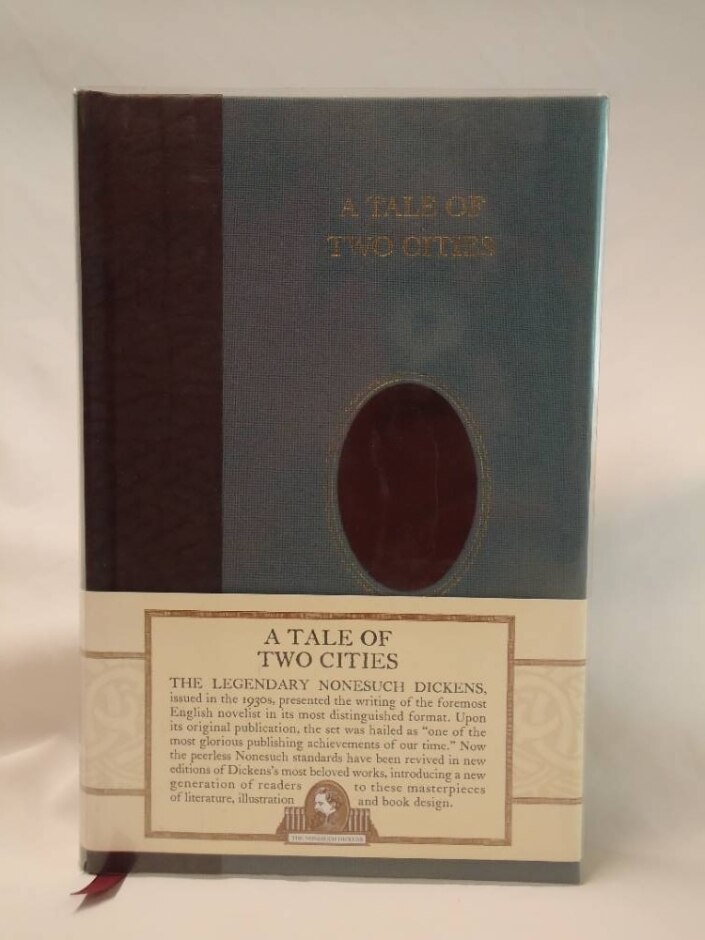 A TALE OF
TWO CITIES
A TALE OF
TWO CITIES
THE LEGENDARY NONESUCH DICKENS,
issued in the 1930s, presented the writing of the foremost
English novelist in its most distinguished format. Upon
its original publication, the set was hailed as “one of the
most glorious publishing achievements of our time.” Now
the peerless Nonesuch standards have been revived in new
editions of Dickens's most beloved works, introducing a new
generation of readers to these masterpieces
of literature, illustration and book design.
THE NONESUCH DICKENS